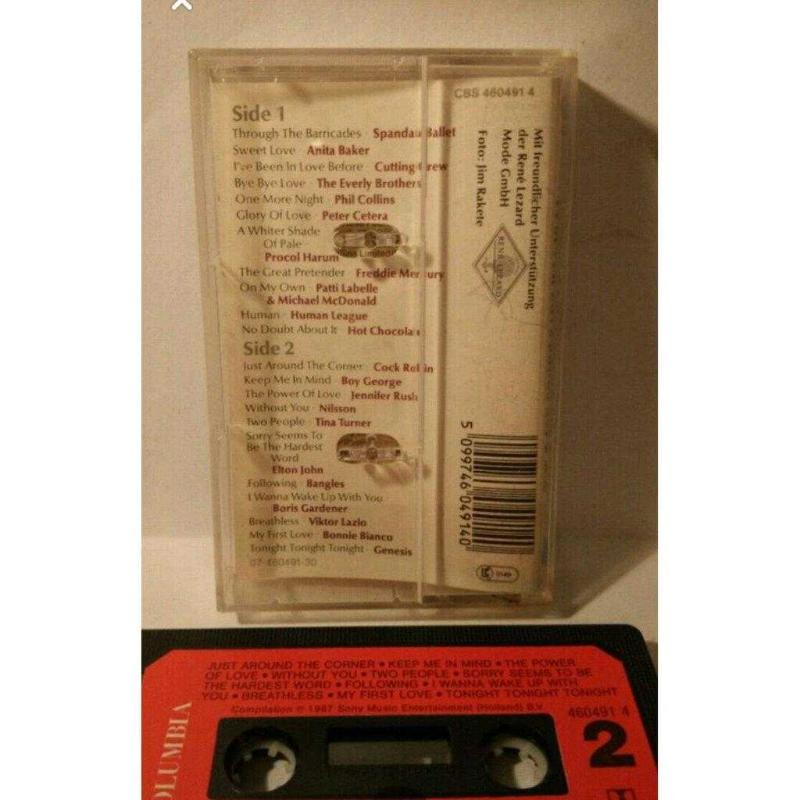 Side 1
Through The Barricades · Spandau Ballet
Sweet Love · Anita Baker
I've Been In Love Before · Cutting Crew
Bye Bye Love · The Everly Brothers
One More Night · Phil Collins
Glory Of Love · Peter Cetera
A Whiter Shade
Of Pale ·
Procol Harum
The Great Pretender · Freddie Mercury
On My Own · Patti Labelle
& Michael McDonald
Human · Human League
No Doubt About It · Hot Chocolate
Side 2
Just Around The Corner · Cock Robin
Keep Me In Mind · Boy George
The Power Of Love · Jennifer Rush
Without You · Nilsson
Two People · Tina Turner
Sorry Seems To
Be The Hardest
Word ·
Elton John
Following · Bangles
I Wanna Wake Up With You
Boris Gardener
Breathless · Viktor Lazlo
My First Love · Bonnie Bianco
Tonight Tonight Tonight · Genesis
07-460491-30
CBS 460491 4
Mit freundlicher Unterstützung
der René Lezard
Mode GmbH
Foto: Jim Rakete
RENÉ LEZARD
5 099746 049140
JUST AROUND THE CORNER • KEEP ME IN MIND • THE POWER
OF LOVE • WITHOUT YOU • TWO PEOPLE • SORRY SEEMS TO BE
THE HARDEST WORD • FOLLOWING • I WANNA WAKE UP WITH
YOU • BREATHLESS • MY FIRST LOVE • TONIGHT TONIGHT TONIGHT
Compilation ℗ 1987 Sony Music Entertainment (Holland) B.V.
460491 4
2
OLUMBIA